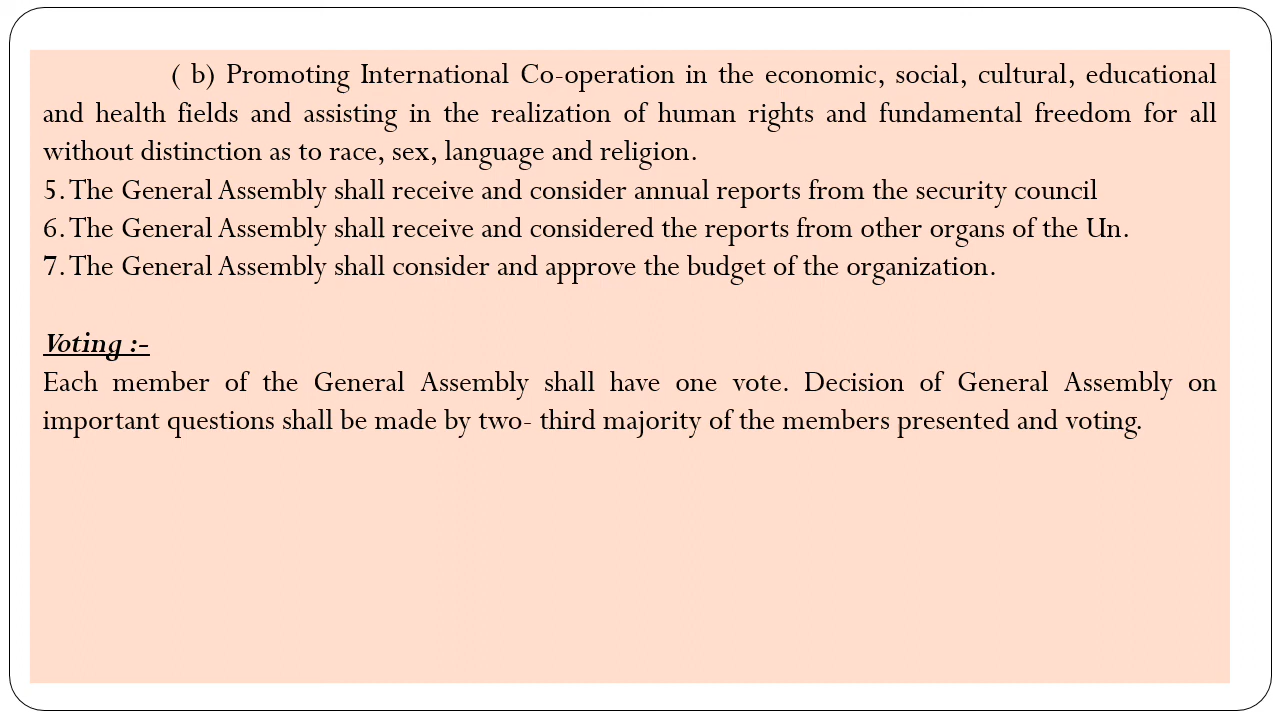 ( b) Promoting International Co-operation in the economic, social, cultural, educational
and health fields and assisting in the realization of human rights and fundamental freedom for all
without distinction as to race, sex, language and religion.
5. The General Assembly shall receive and consider annual reports from the security council
6. The General Assembly shall receive and considered the reports from other organs of the Un.
7. The General Assembly shall consider and approve the budget of the organization.
Voting :-
Each member of the General Assembly shall have one vote. Decision of General Assembly on
important questions shall be made by two- third majority of the members presented and voting.